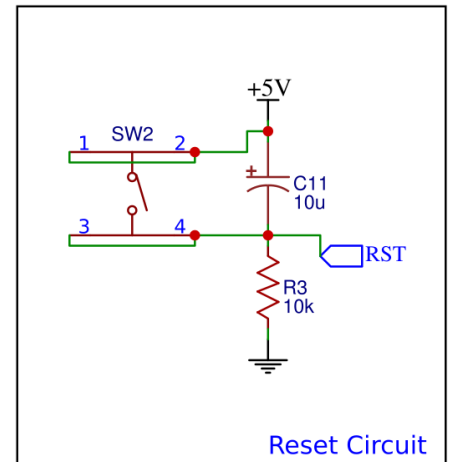 +5V
SW2
1 2
+
C11
10u
3 4
RST
R3
10k
Reset Circuit